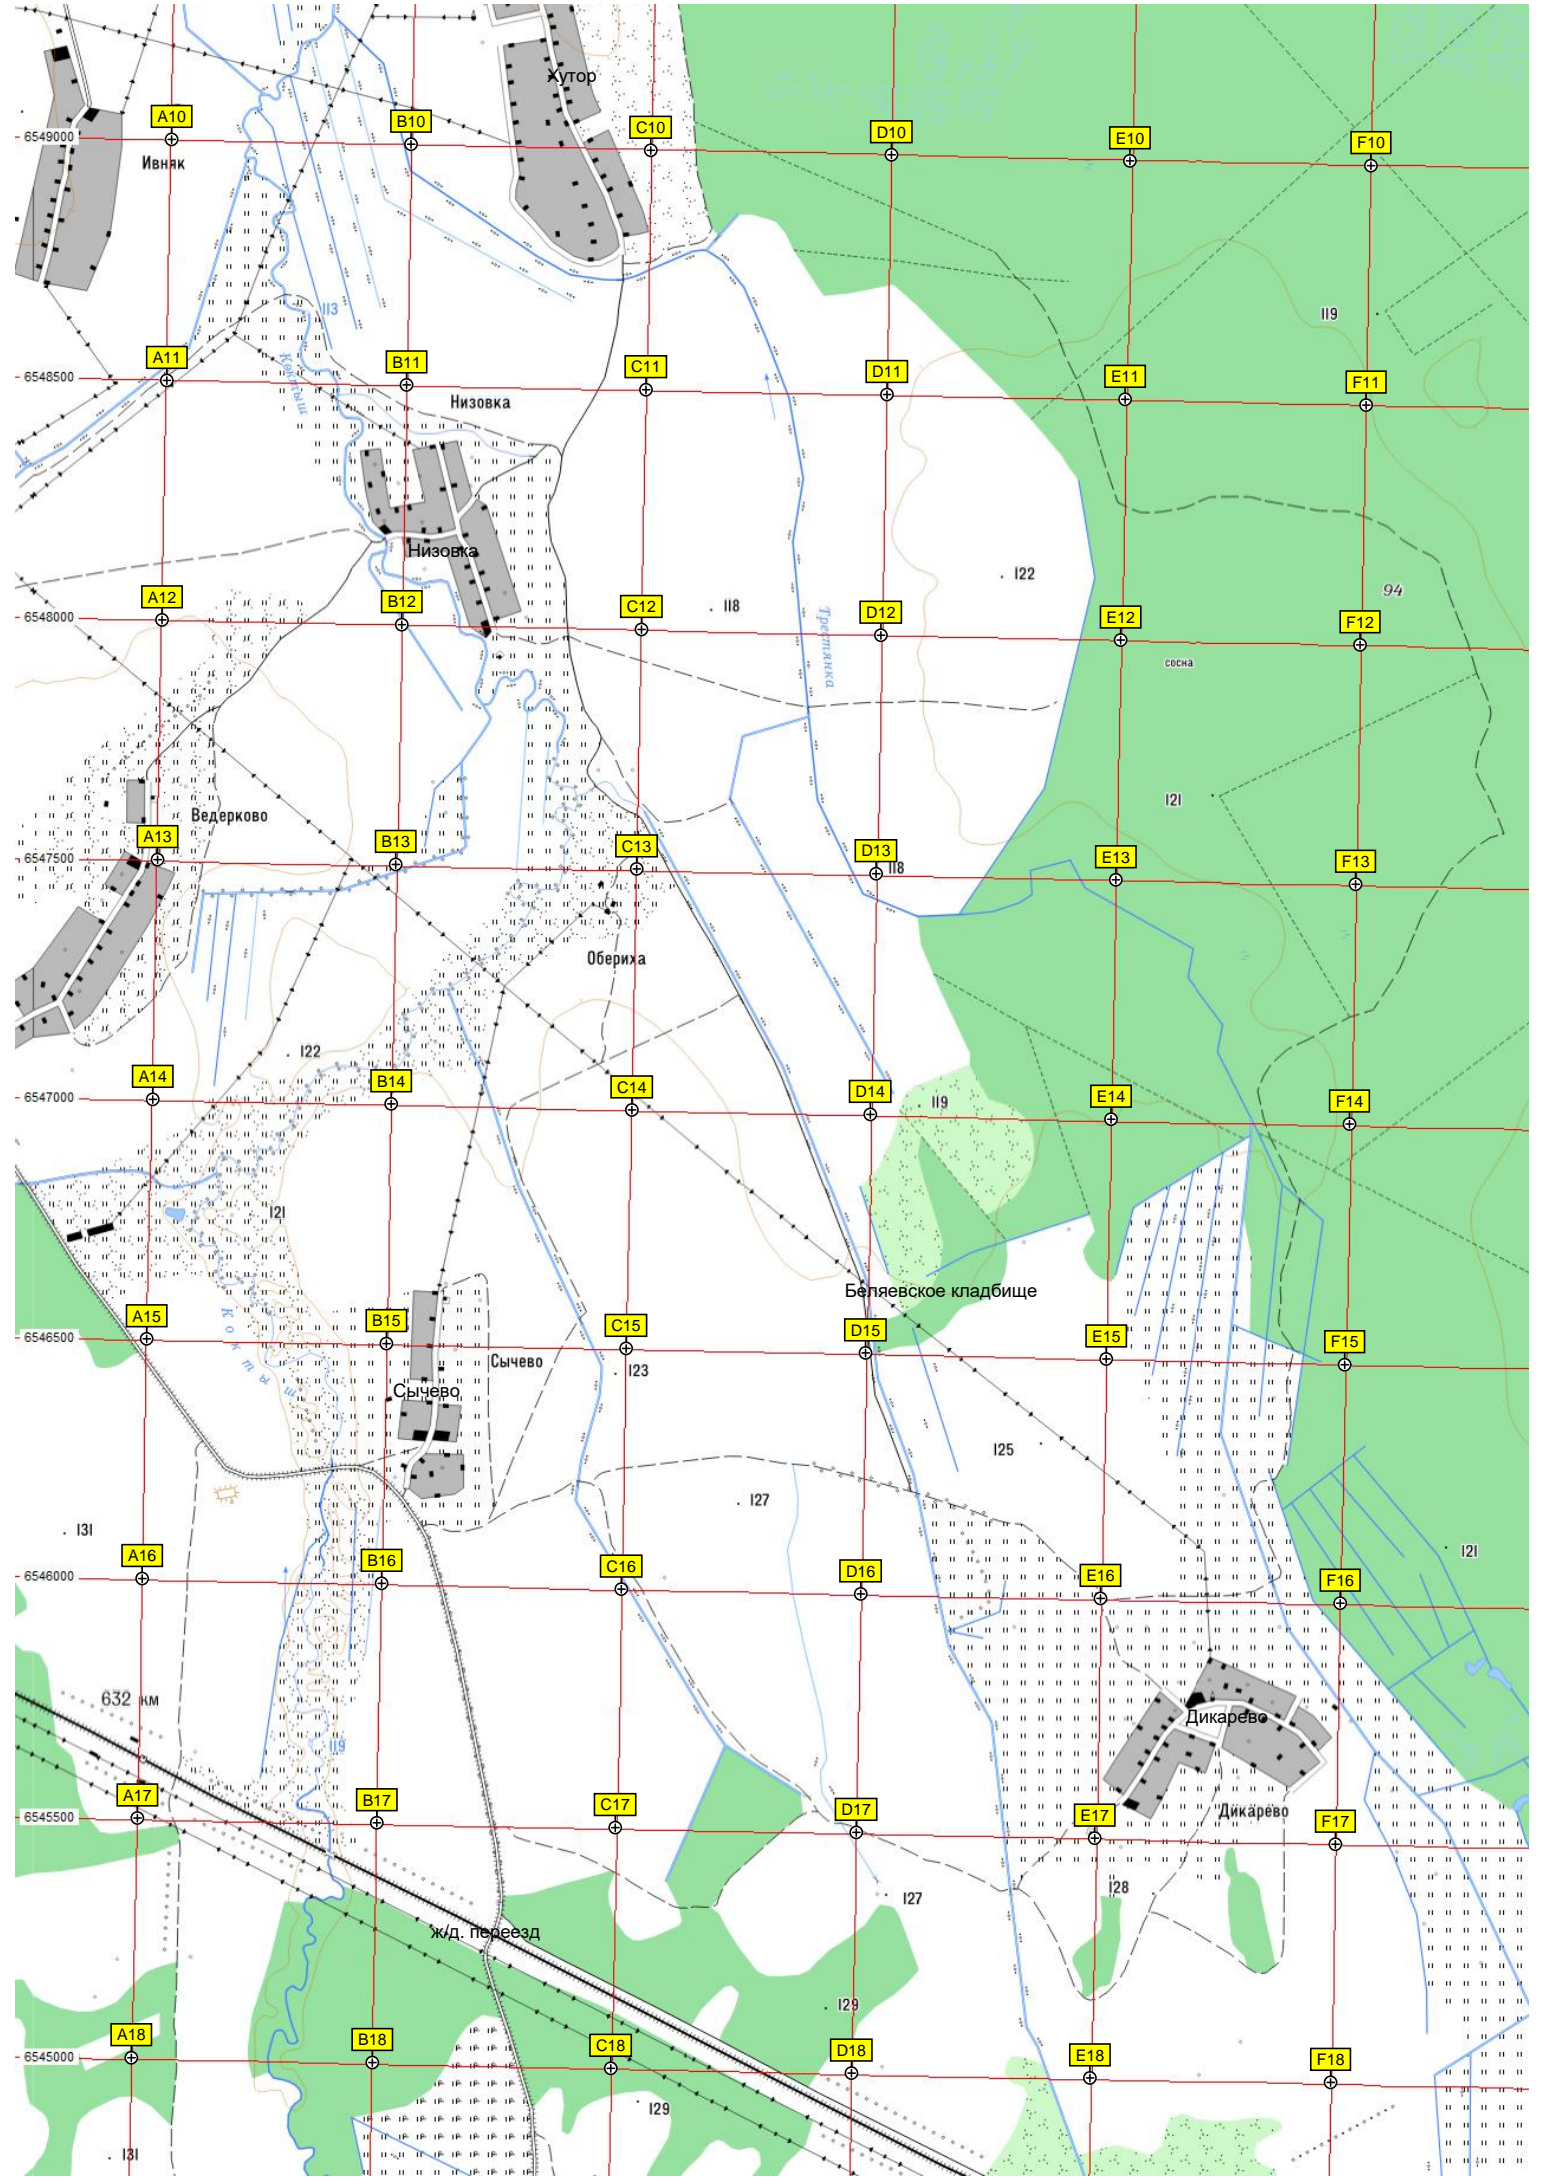 Хутор
A10
B10
C10
D10
E10
F10
6549000
Ивняк
113
119
A11
B11
C11
D11
E11
F11
6548500
Коктыш
Низовка
Низовка
122
94
A12
B12
C12
118
D12
E12
F12
6548000
Трестянка
сосна
121
Ведерково
A13
B13
C13
D13
118
E13
F13
6547500
Обериха
122
A14
B14
C14
D14
119
E14
F14
6547000
121
Беляевское кладбище
Коктыш
A15
B15
C15
D15
E15
F15
6546500
Сычево
123
Сычево
125
127
131
121
A16
B16
C16
D16
E16
F16
6546000
632 км
Дикарево
119
A17
B17
C17
D17
E17
Дикарево
F17
6545500
128
127
ж/д. переезд
129
A18
B18
C18
D18
E18
F18
6545000
129
131